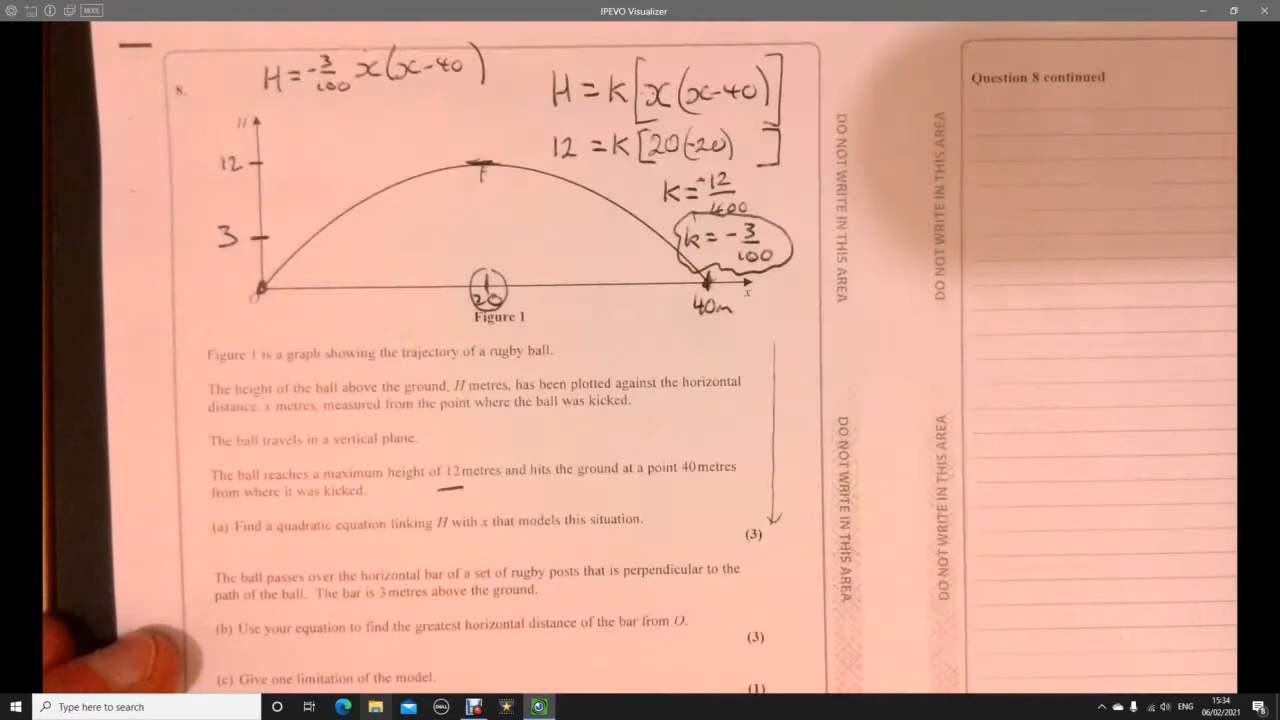 IPEVO Visualizer
MODL
H = -3/100 x(x-40)
H = K[x(x-40)]
8.
H
12
12 = K[20(-20)]
K = -12/400
3
k = -3/100
O
20
x
40m
Figure 1
Figure 1 is a graph showing the trajectory of a rugby ball.
The height of the ball above the ground, H metres, has been plotted against the horizontal
distance, x metres, measured from the point where the ball was kicked.
The ball travels in a vertical plane.
The ball reaches a maximum height of 12 metres and hits the ground at a point 40 metres
from where it was kicked.
(a) Find a quadratic equation linking H with x that models this situation.
(3)
The ball passes over the horizontal bar of a set of rugby posts that is perpendicular to the
path of the ball. The bar is 3 metres above the ground.
(b) Use your equation to find the greatest horizontal distance of the bar from O.
(3)
(c) Give one limitation of the model.
(1)
DO NOT WRITE IN THIS AREA
DO NOT WRITE IN THIS AREA
DO NOT WRITE IN THIS AREA
DO NOT WRITE IN THIS AREA
Question 8 continued
Type here to search
DELL
ENG
15:34
06/02/2021
8